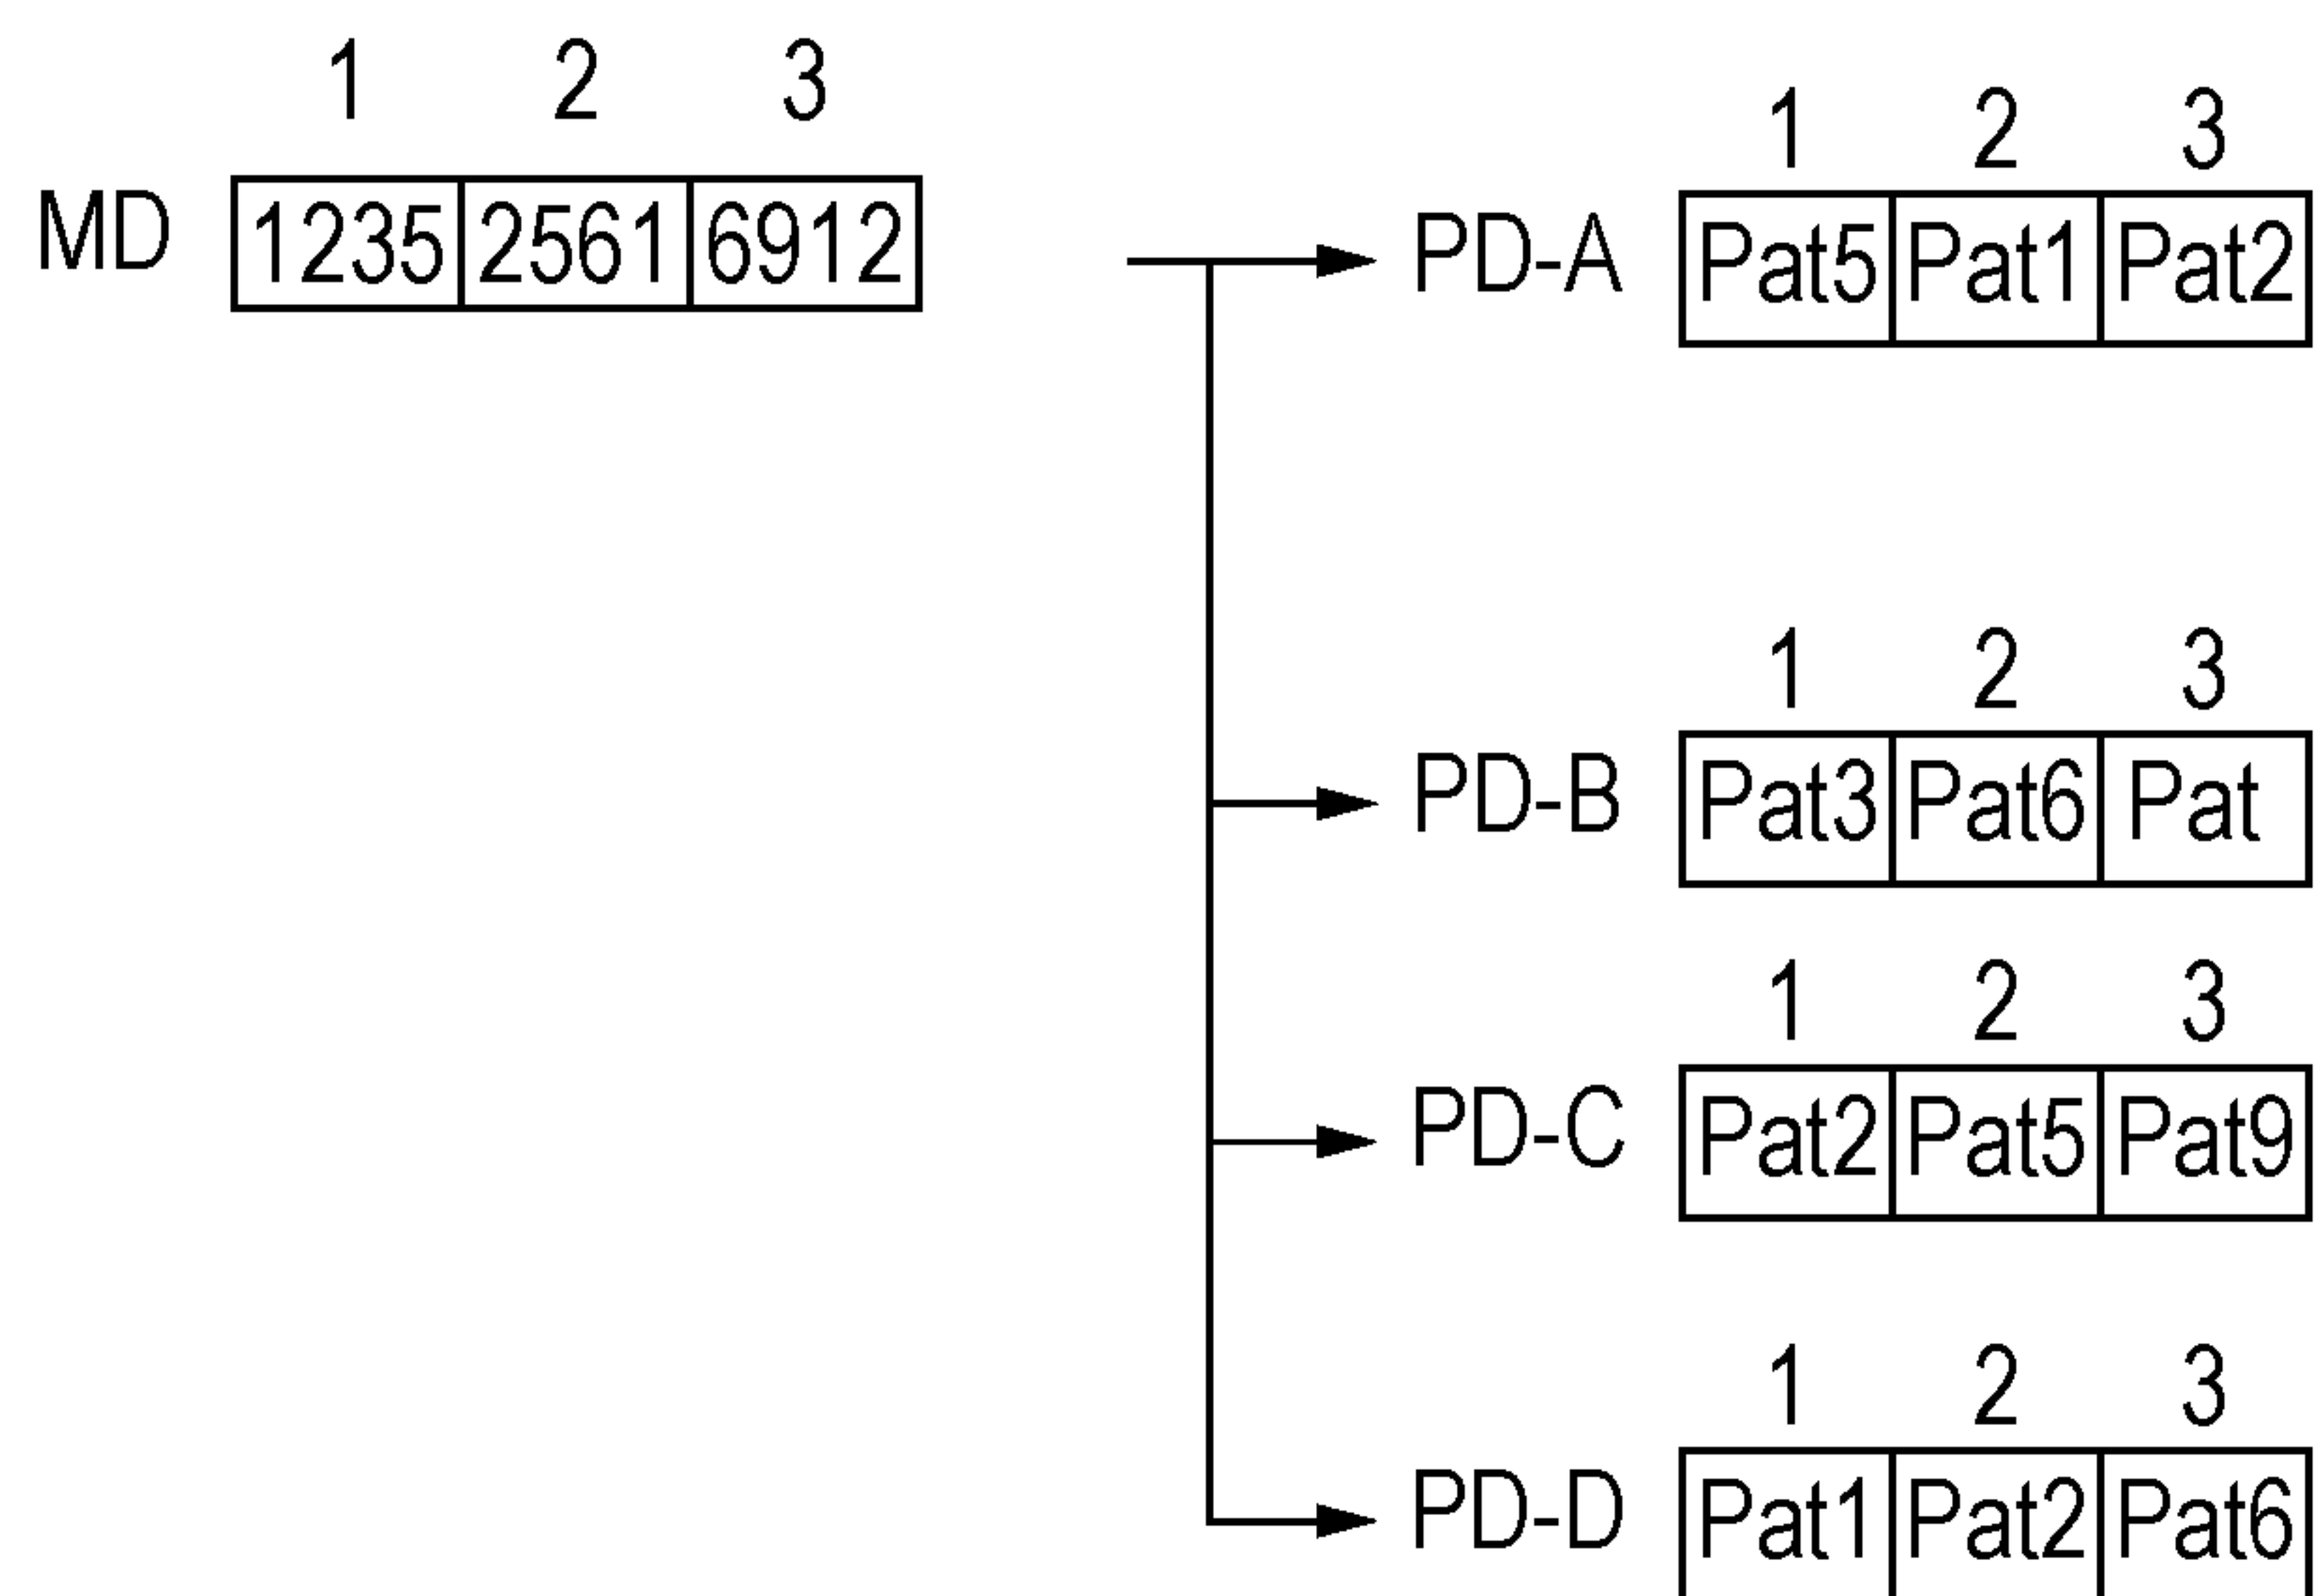 1 2 3
MD 1235 2561 6912
1 2 3
PD-A Pat5 Pat1 Pat2
1 2 3
PD-B Pat3 Pat6 Pat
1 2 3
PD-C Pat2 Pat5 Pat9
1 2 3
PD-D Pat1 Pat2 Pat6